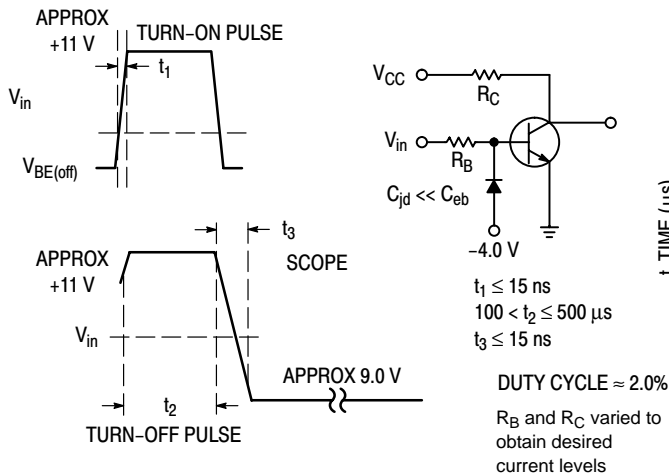 APPROX
+11 V
TURN–ON PULSE
t1
Vin
VBE(off)
APPROX
+11 V
t3
SCOPE
Vin
APPROX 9.0 V
t2
TURN–OFF PULSE
VCC
RC
Vin
RB
Cjd << Ceb
–4.0 V
t1 ≤ 15 ns
100 < t2 ≤ 500 μs
t3 ≤ 15 ns
DUTY CYCLE ≈ 2.0%
RB and RC varied to
obtain desired
current levels
t, TIME (μs)